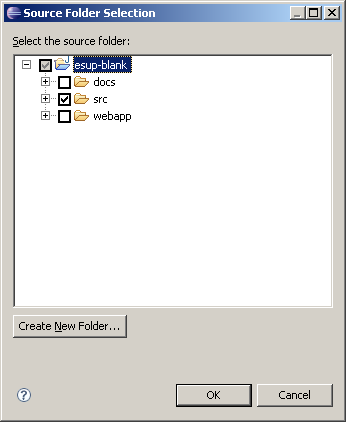 Source Folder Selection
Select the source folder:
esup-blank
docs
src
webapp
Create New Folder...
?
OK
Cancel